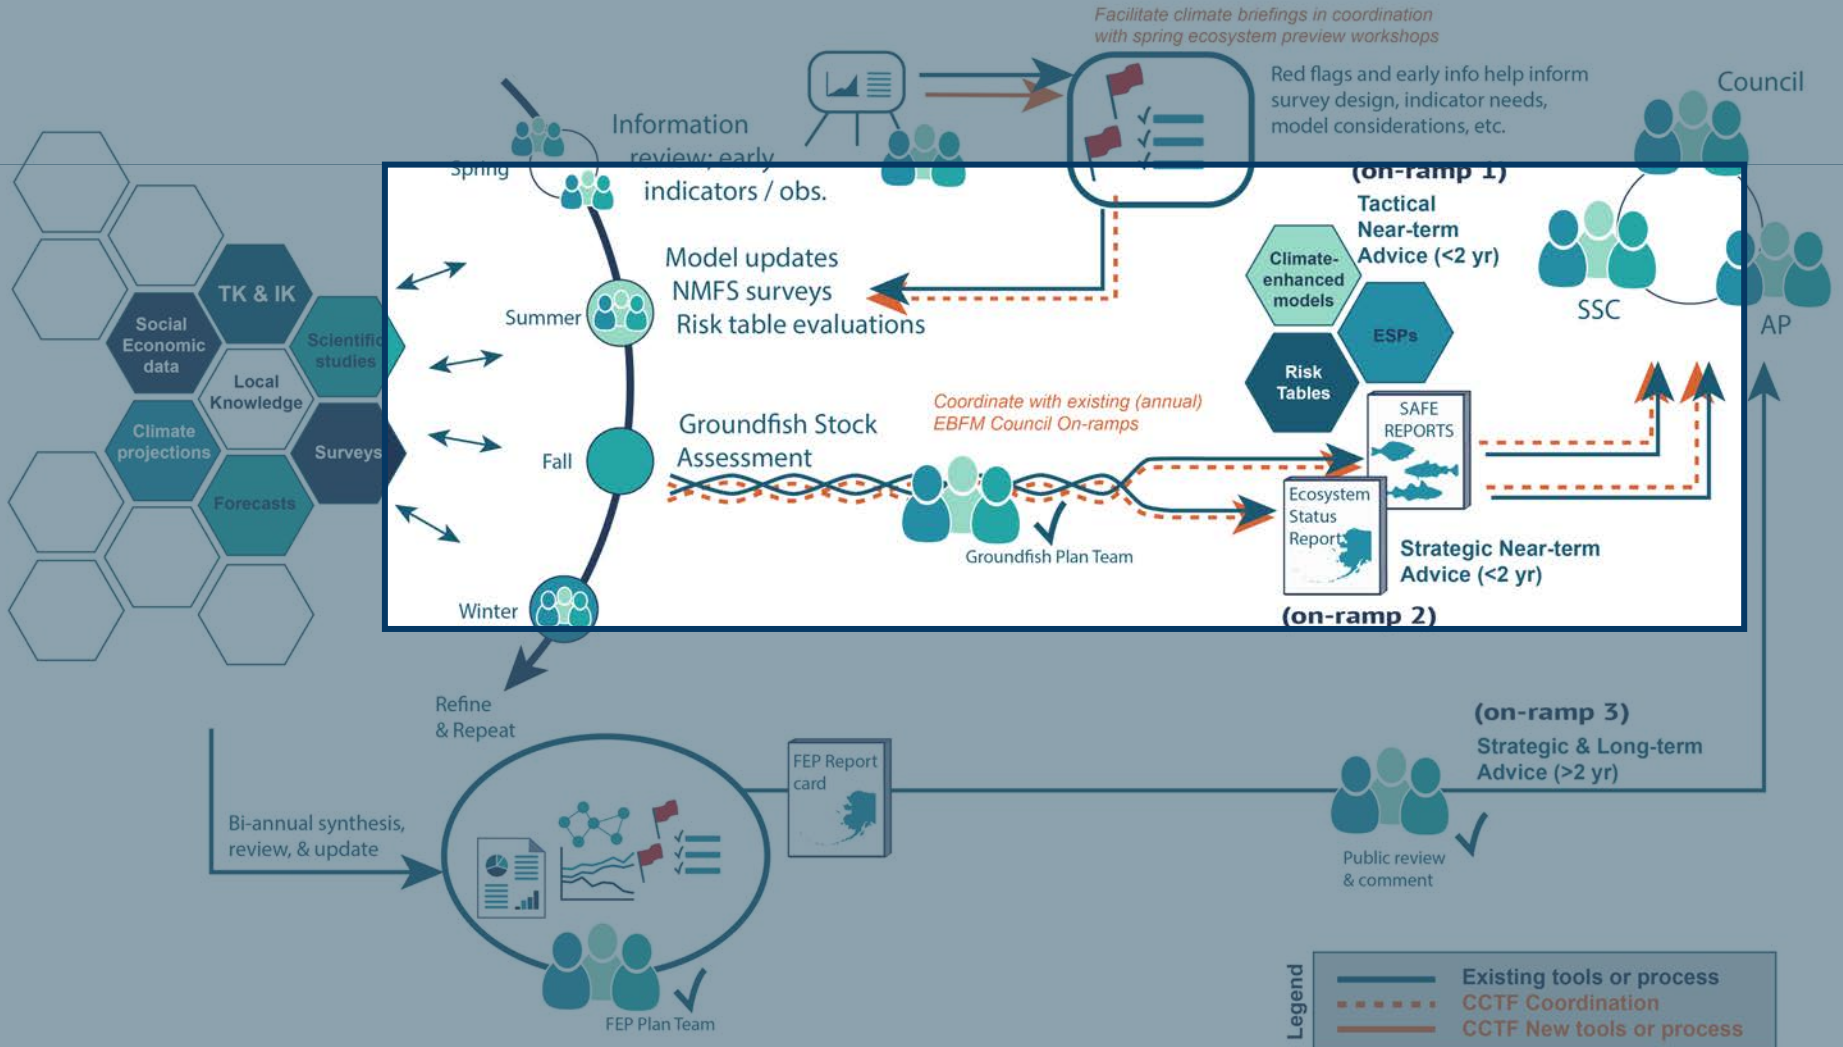 Facilitate climate briefings in coordination
with spring ecosystem preview workshops
Red flags and early info help inform
survey design, indicator needs,
model considerations, etc.
Council
Information
review; early
indicators / obs.
Spring
(on-ramp 1)
Tactical
Near-term
Advice (<2 yr)
Climate-
enhanced
models
ESPs
Risk
Tables
SSC
AP
TK & IK
Social
Economic
data
Scientific
studies
Local
Knowledge
Climate
projections
Surveys
Forecasts
Model updates
NMFS surveys
Risk table evaluations
Summer
Coordinate with existing (annual)
EBFM Council On-ramps
Groundfish Stock
Assessment
Fall
SAFE
REPORTS
Ecosystem
Status
Report
Groundfish Plan Team
Strategic Near-term
Advice (<2 yr)
(on-ramp 2)
Winter
Refine
& Repeat
(on-ramp 3)
Strategic & Long-term
Advice (>2 yr)
FEP Report
card
Bi-annual synthesis,
review, & update
Public review
& comment
FEP Plan Team
Legend
Existing tools or process
CCTF Coordination
CCTF New tools or process